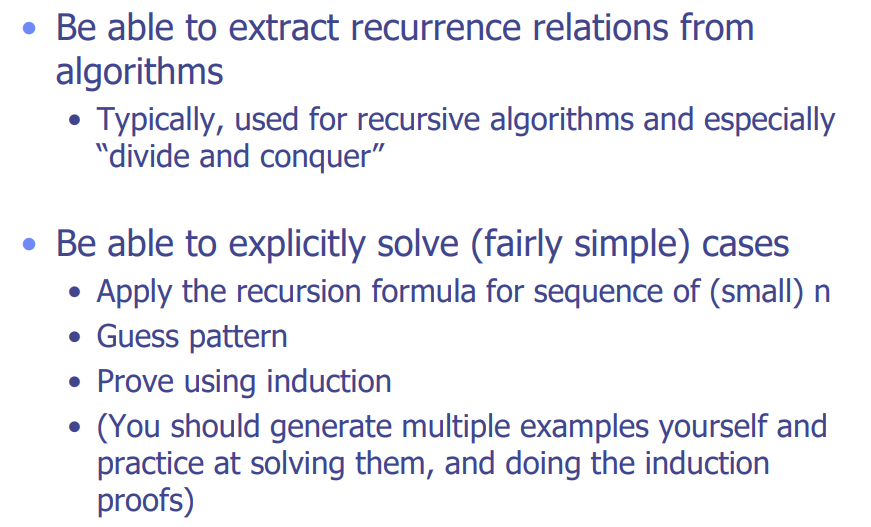 • Be able to extract recurrence relations from
algorithms
• Typically, used for recursive algorithms and especially
“divide and conquer”
• Be able to explicitly solve (fairly simple) cases
• Apply the recursion formula for sequence of (small) n
• Guess pattern
• Prove using induction
• (You should generate multiple examples yourself and
practice at solving them, and doing the induction
proofs)